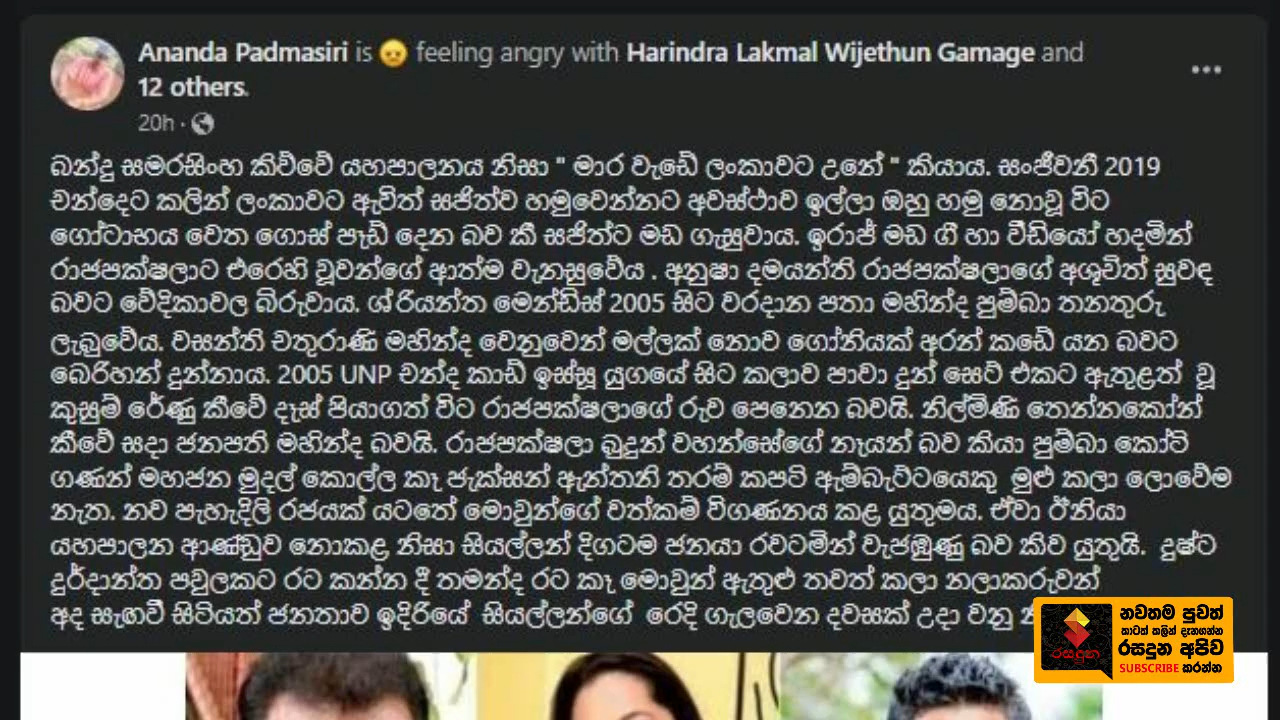 Ananda Padmasiri is 😠 feeling angry with Harindra Lakmal Wijethun Gamage and
12 others.
20h ·
බන්දු සමරසිංහ කිව්වේ යහපාලනය නිසා " මාර වැඩේ ලංකාවට උනේ " කියාය. සංජීවනී 2019
චන්දෙට කලින් ලංකාවට ඇවිත් සජිත්ව හමුවෙන්නට අවස්ථාව ඉල්ලා ඔහු හමු නොවූ විට
ගෝටාභය වෙත ගොස් පැඩ් දෙන බව කී සජිත්ට මඩ ගැසුවාය. ඉරාජ් මඩ ගී හා වීඩියෝ හදමින්
රාජපක්ෂලාට එරෙහි වූවන්ගේ ආත්ම වැනසුවේය . අනුෂා දමයන්ති රාජපක්ෂලාගේ අශූචිත් සුවඳ
බවට වේදිකාවල බිරුවාය. ශ්රියන්ත මෙන්ඩිස් 2005 සිට වරදාන පතා මහින්ද පුම්බා තනතුරු
ලැබුවේය. වසන්ති චතුරාණි මහින්ද වෙනුවෙන් මල්ලක් නොව ගෝනියක් අරන් කඩේ යන බවට
බෙරිහන් දුන්නාය. 2005 UNP චන්ද කාඩ් ඉස්සූ යුගයේ සිට කලාව පාවා දුන් සෙට් එකට ඇතුළත් වූ
කුසුම් රේණු කීවේ දෑස් පියාගත් විට රාජපක්ෂලාගේ රුව පෙනෙන බවයි. නිල්මිණි තෙන්නකෝන්
කීවේ සදා ජනපති මහින්ද බවයි. රාජපක්ෂලා බුදුන් වහන්සේගේ නෑයන් බව කියා පුම්බා කෝටි
ගණන් මහජන මුදල් කොල්ල කෑ ජැක්සන් ඇන්තනි තරම් කපටි ඇම්බැට්ටයෙකු මුළු කලා ලොවේම
නැත. නව පැහැදිලි රජයක් යටතේ මොවුන්ගේ වත්කම් විගණනය කළ යුතුමය. ඒවා ඊනියා
යහපාලන ආණ්ඩුව නොකළ නිසා සියල්ලන් දිගටම ජනයා රවටමින් වැජඹුණු බව කිව යුතුයි. දුෂ්ට
දුර්දාන්ත පවුලකට රට කන්න දී තමන්ද රට කෑ මොවුන් ඇතුළු තවත් කලා නලාකරුවන්
අද සැඟවී සිටියත් ජනතාව ඉදිරියේ සියල්ලන්ගේ රෙදි ගැලවෙන දවසක් උදා වනු
රසදුන
නවතම පුවත්
කාටත් කලින් දැනගන්න
රසදුන අපිව
SUBSCRIBE කරන්න